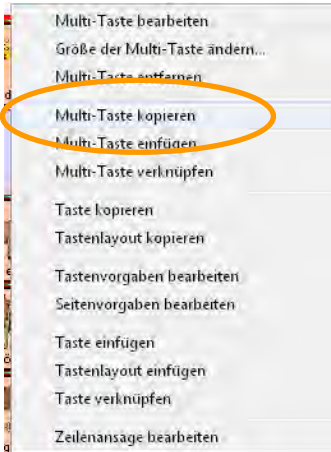 Multi-Taste bearbeiten
Größe der Multi-Taste ändern...
Multi-Taste entfernen
Multi-Taste kopieren
Multi-Taste einfügen
Multi-Taste verknüpfen
Taste kopieren
Tastenlayout kopieren
Tastenvorgaben bearbeiten
Seitenvorgaben bearbeiten
Taste einfügen
Tastenlayout einfügen
Taste verknüpfen
Zeilenansage bearbeiten